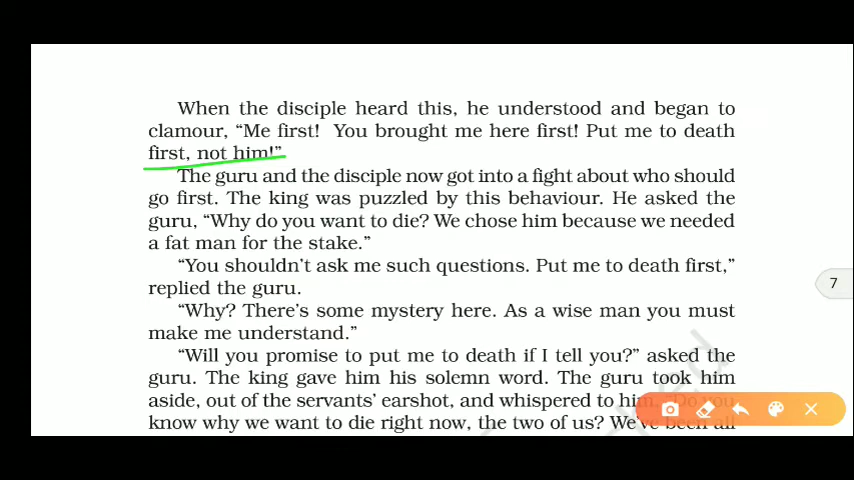 When the disciple heard this, he understood and began to
clamour, “Me first! You brought me here first! Put me to death
first, not him!”
The guru and the disciple now got into a fight about who should
go first. The king was puzzled by this behaviour. He asked the
guru, “Why do you want to die? We chose him because we needed
a fat man for the stake.”
“You shouldn’t ask me such questions. Put me to death first,”
replied the guru.
7
“Why? There’s some mystery here. As a wise man you must
make me understand.”
“Will you promise to put me to death if I tell you?” asked the
guru. The king gave him his solemn word. The guru took him
aside, out of the servants’ earshot, and whispered to him, “Do you
know why we want to die right now, the two of us? We’ve been all